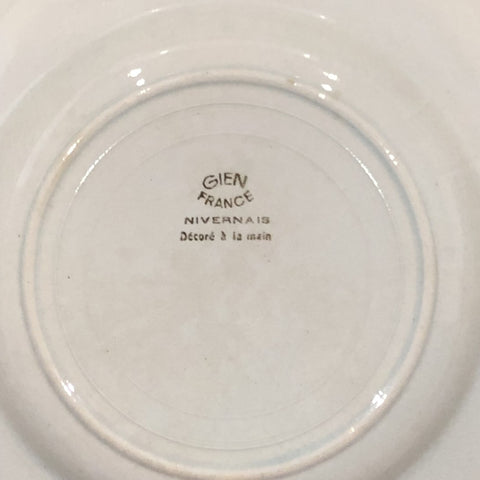 GIEN
FRANCE
NIVERNAIS
Décoré à la main